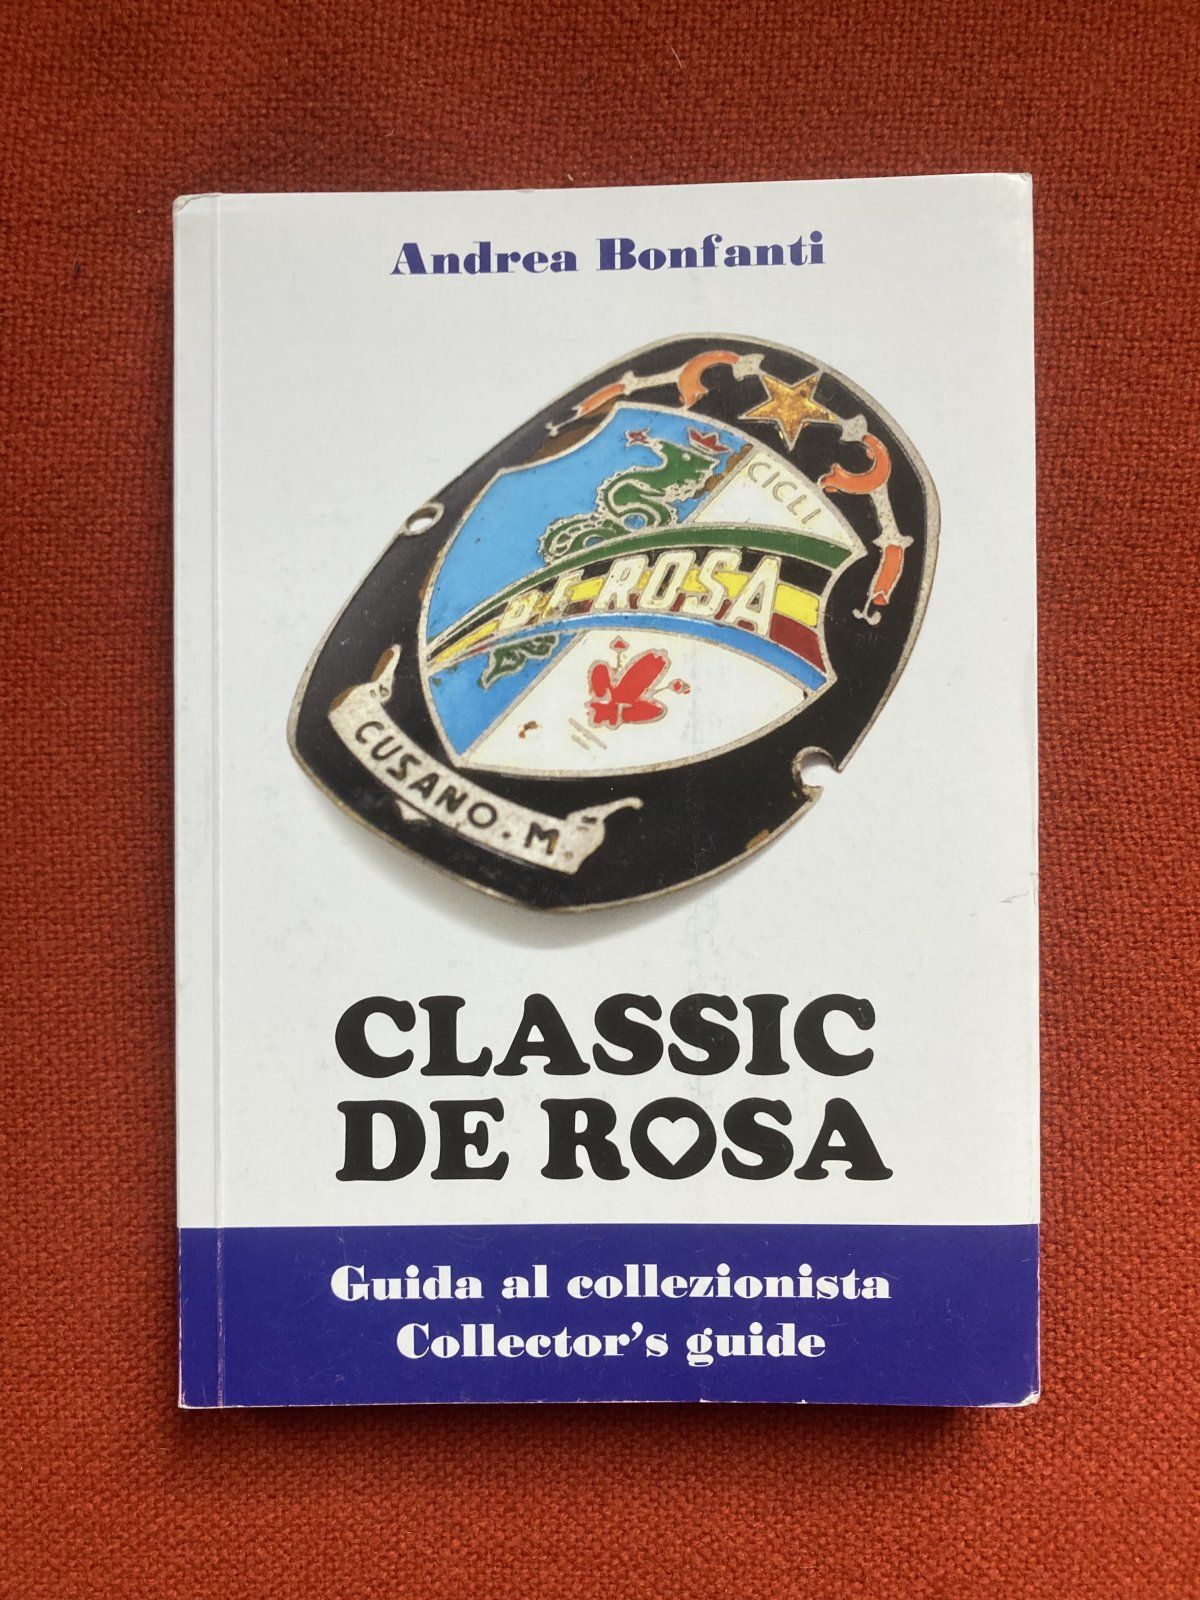 Andrea Bonfanti
CICLI
DE ROSA
CUSANO. M.
CLASSIC
DE ROSA
Guida al collezionista
Collector's guide